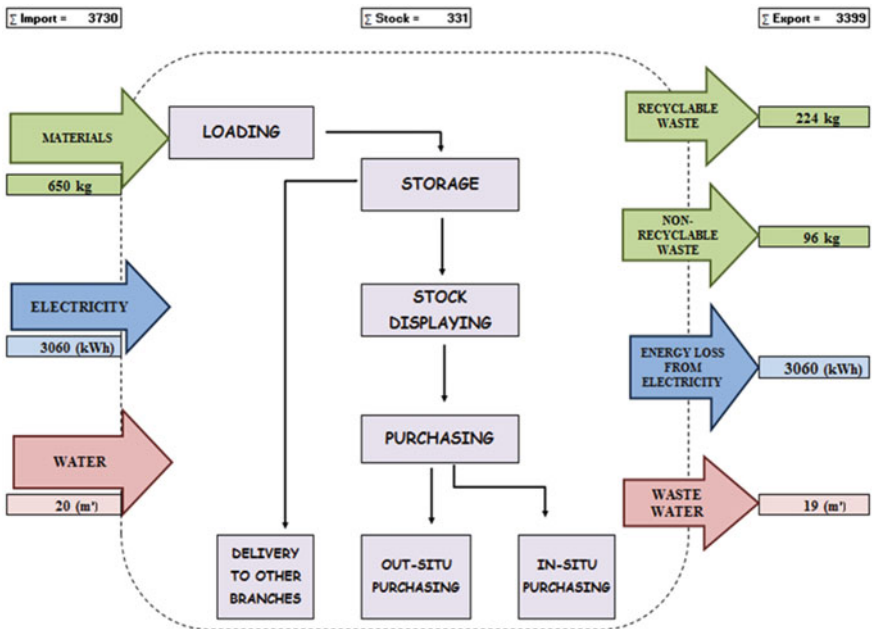 ∑ Import = 3730
∑ Stock = 331
∑ Export = 3399
MATERIALS
650 kg
ELECTRICITY
3060 (kWh)
WATER
20 (m³)
LOADING
STORAGE
STOCK
DISPLAYING
PURCHASING
DELIVERY
TO OTHER
BRANCHES
OUT-SITU
PURCHASING
IN-SITU
PURCHASING
RECYCLABLE
WASTE
224 kg
NON-
RECYCLABLE
WASTE
96 kg
ENERGY LOSS
FROM
ELECTRICITY
3060 (kWh)
WASTE
WATER
19 (m³)